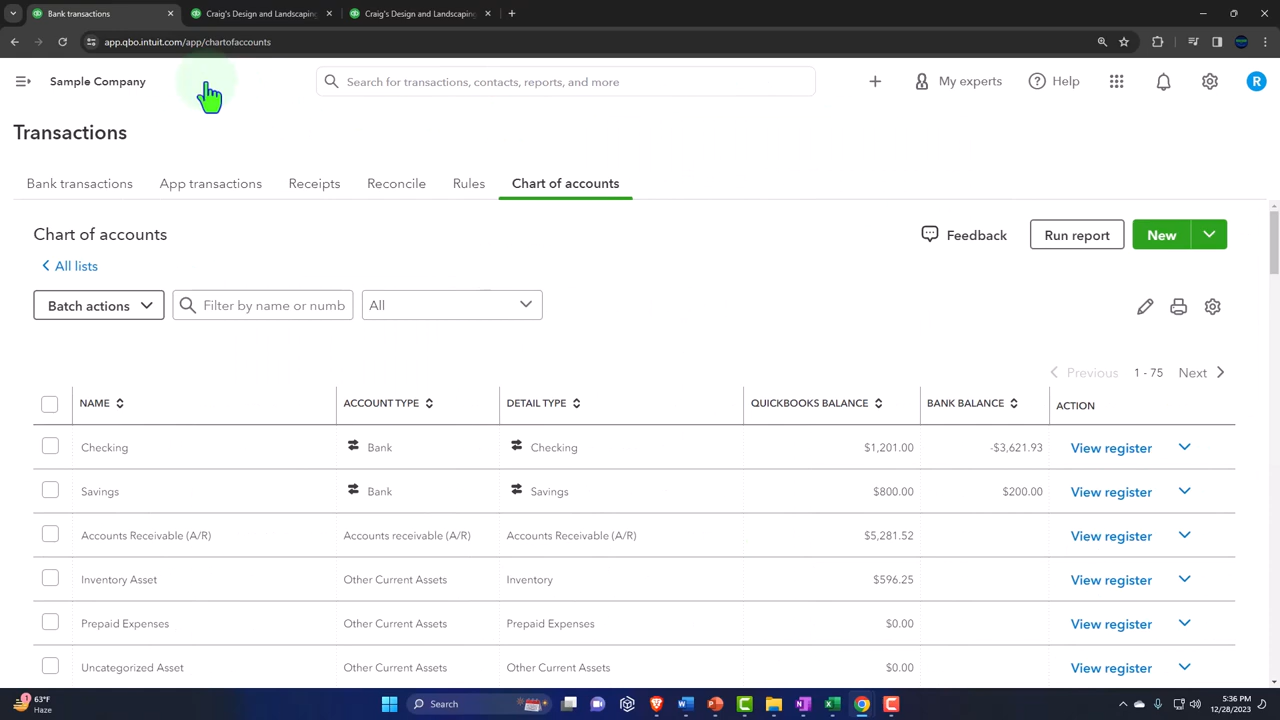 Bank transactions
Craig's Design and Landscaping
Craig's Design and Landscaping
app.qbo.intuit.com/app/chartofaccounts
Sample Company
Search for transactions, contacts, reports, and more
My experts
Help
R
Transactions
Bank transactions App transactions Receipts Reconcile Rules Chart of accounts
Chart of accounts
Feedback Run report New
All lists
Batch actions Filter by name or numb All
Previous 1 - 75 Next
NAME ACCOUNT TYPE DETAIL TYPE QUICKBOOKS BALANCE BANK BALANCE ACTION
Checking Bank Checking $1,201.00 -$3,621.93 View register
Savings Bank Savings $800.00 $200.00 View register
Accounts Receivable (A/R) Accounts receivable (A/R) Accounts Receivable (A/R) $5,281.52 View register
Inventory Asset Other Current Assets Inventory $596.25 View register
Prepaid Expenses Other Current Assets Prepaid Expenses $0.00 View register
Uncategorized Asset Other Current Assets Other Current Assets $0.00 View register
1
63°F
Haze
Search
5:36 PM
12/28/2023